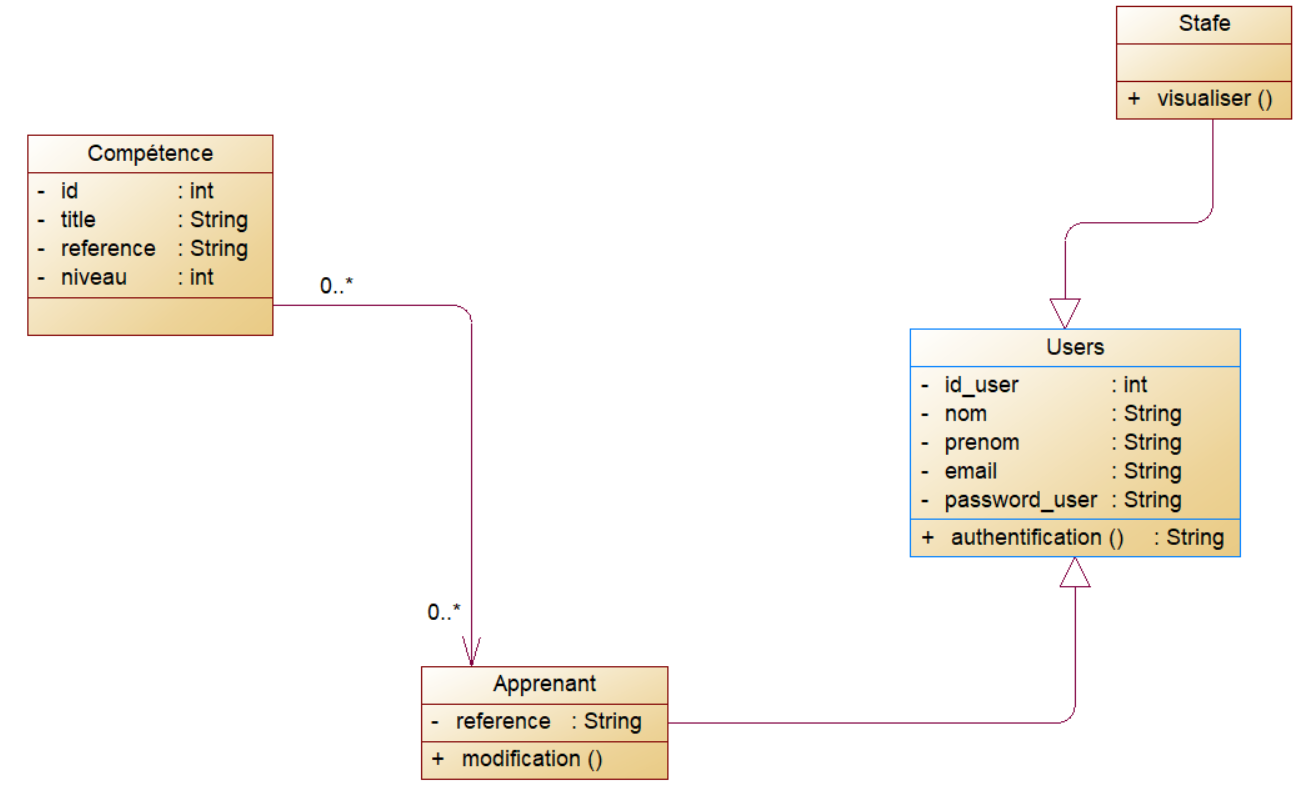 Stafe
+ visualiser ()
Compétence
- id : int
- title : String
- reference : String
- niveau : int
0..*
0..*
Users
- id_user : int
- nom : String
- prenom : String
- email : String
- password_user : String
+ authentification () : String
Apprenant
- reference : String
+ modification ()